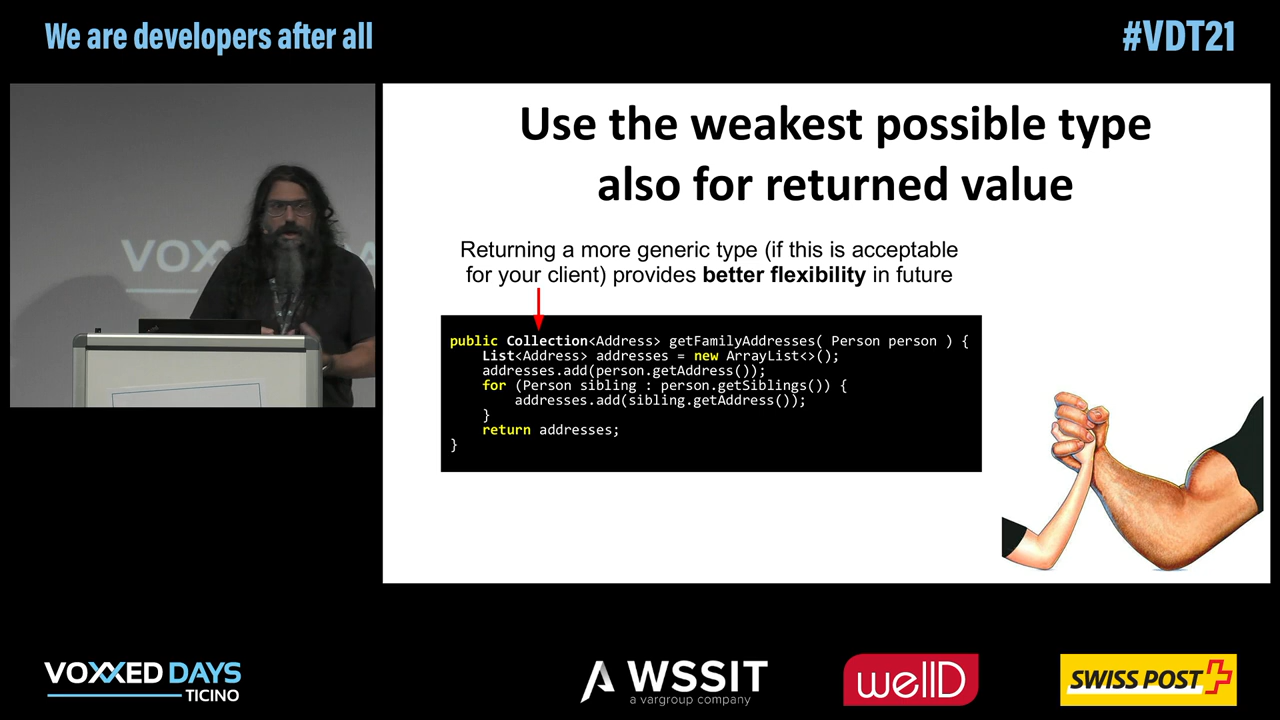 We are developers after all
#VDT21
VOXX
A
Use the weakest possible type
also for returned value
Returning a more generic type (if this is acceptable
for your client) provides better flexibility in future
public Collection<Address> getFamilyAddresses( Person person ) {
    List<Address> addresses = new ArrayList<>();
    addresses.add(person.getAddress());
    for (Person sibling : person.getSiblings()) {
        addresses.add(sibling.getAddress());
    }
    return addresses;
}
VOXXED DAYS
TICINO
WSSIT
a vargroup company
wellD
SWISS POST